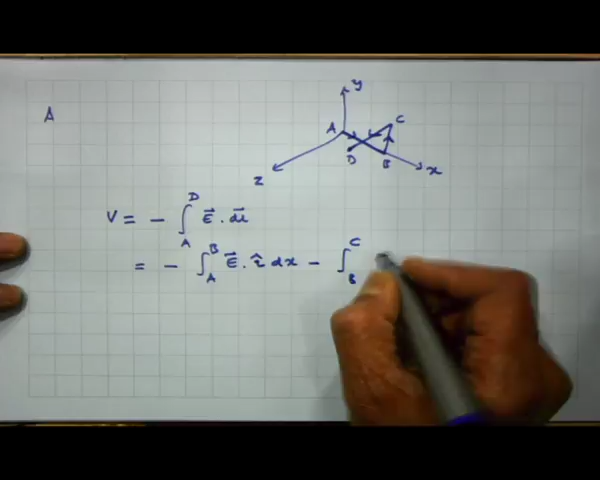 A
y
A
C
D
B
x
z
V = - ∫_A^D E⃗ . dl⃗
= - ∫_A^B E⃗ . î dx - ∫_B^C